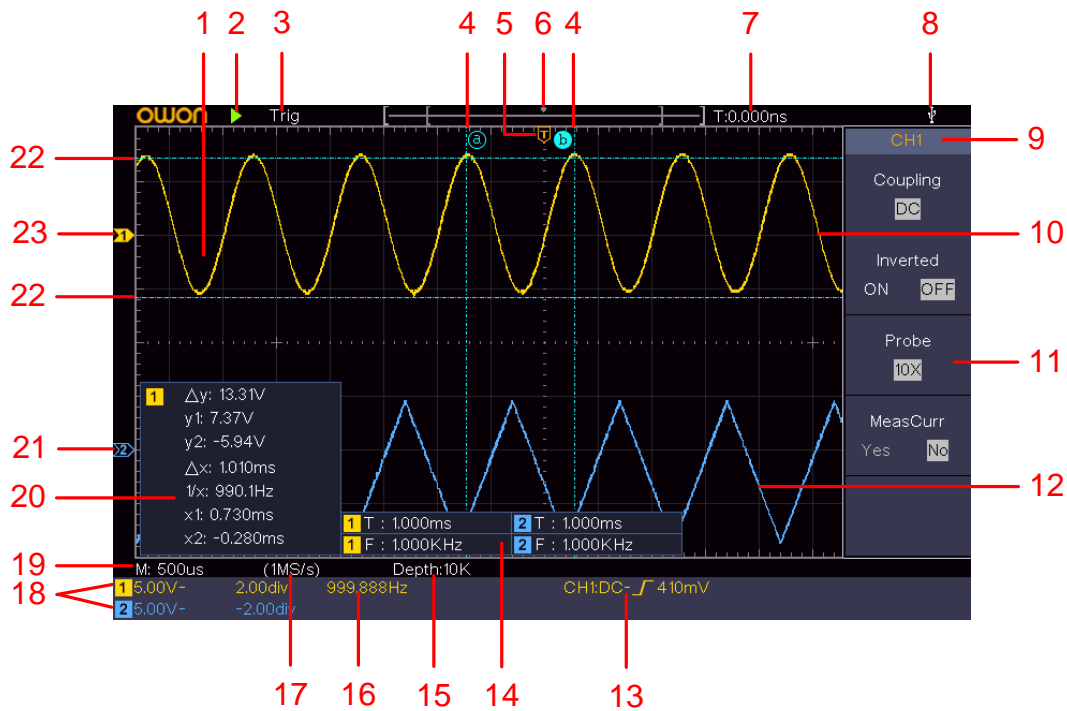 1 2 3 4 5 6 4 7 8
owon Trig T:0.000ns
a T b
22 CH1 9
Coupling
DC
23 1 10
Inverted
22 ON OFF
Probe
10X 11
1 △y: 13.31V
y1: 7.37V
y2: -5.94V
△x: 1.010ms
1/x: 990.1Hz
x1: 0.730ms
x2: -0.280ms
MeasCurr
Yes No
21 2
20 12
1 T : 1.000ms 2 T : 1.000ms
1 F : 1.000KHz 2 F : 1.000KHz
19 M: 500us (1MS/s) Depth:10K
18 1 5.00V- 2.00div 999.888Hz CH1:DC- 410mV
2 5.00V- -2.00div
17 16 15 14 13